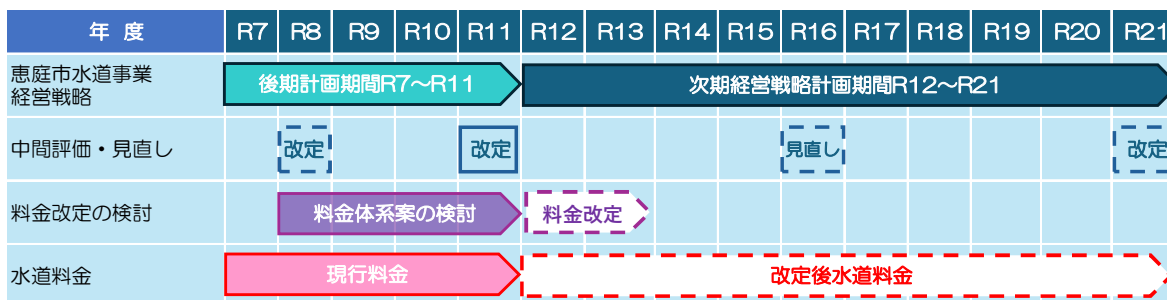 年 度 R7 R8 R9 R10 R11 R12 R13 R14 R15 R16 R17 R18 R19 R20 R21
恵庭市水道事業
経営戦略
後期計画期間R7～R11 次期経営戦略計画期間R12～R21
中間評価・見直し 改定 改定 見直し 改定
料金改定の検討 料金体系案の検討 料金改定
水道料金 現行料金 改定後水道料金